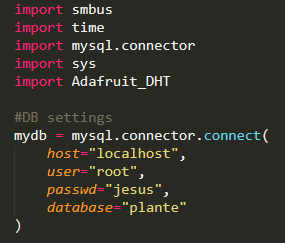 import smbus
import time
import mysql.connector
import sys
import Adafruit_DHT

#DB settings
mydb = mysql.connector.connect(
    host="localhost",
    user="root",
    passwd="jesus",
    database="plante"
)